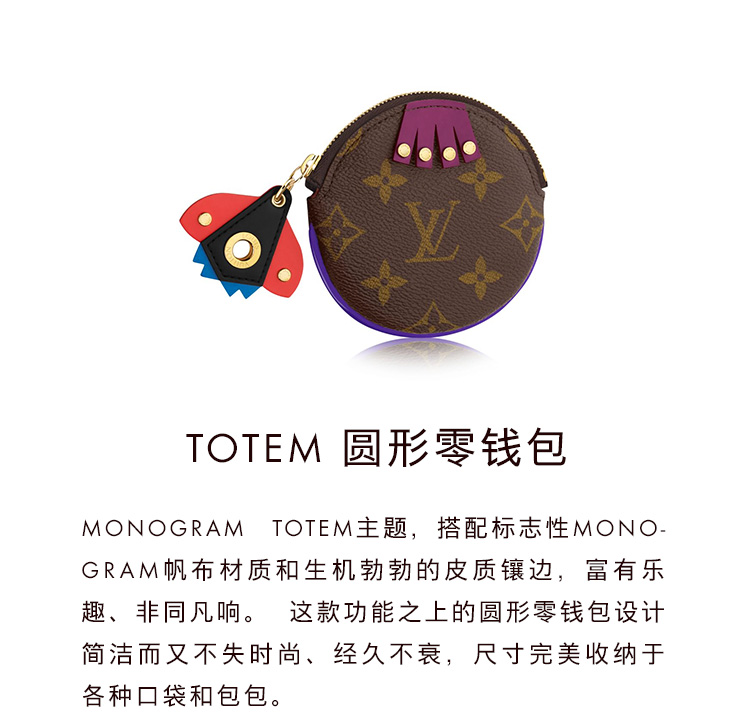 LV
TOTEM 圆形零钱包
MONOGRAM TOTEM主题，搭配标志性MONO-
GRAM帆布材质和生机勃勃的皮质镶边，富有乐
趣、非同凡响。 这款功能之上的圆形零钱包设计
简洁而又不失时尚、经久不衰，尺寸完美收纳于
各种口袋和包包。